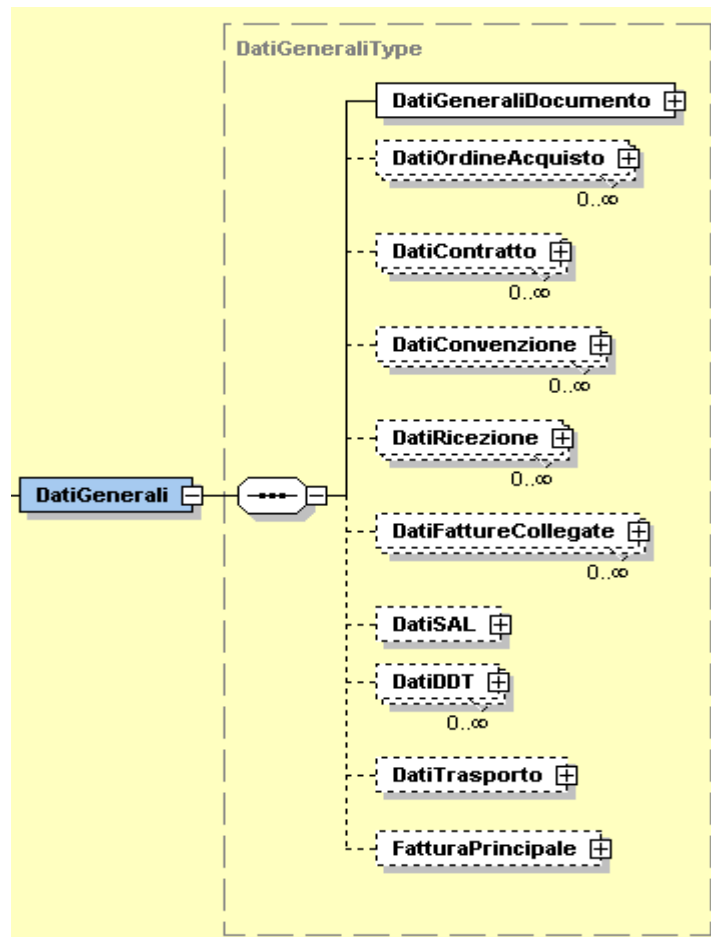 DatiGeneraliType
DatiGeneraliDocumento
DatiOrdineAcquisto
0..∞
DatiContratto
0..∞
DatiConvenzione
0..∞
DatiRicezione
0..∞
DatiGenerali
DatiFattureCollegate
0..∞
DatiSAL
DatiDDT
0..∞
DatiTrasporto
FatturaPrincipale